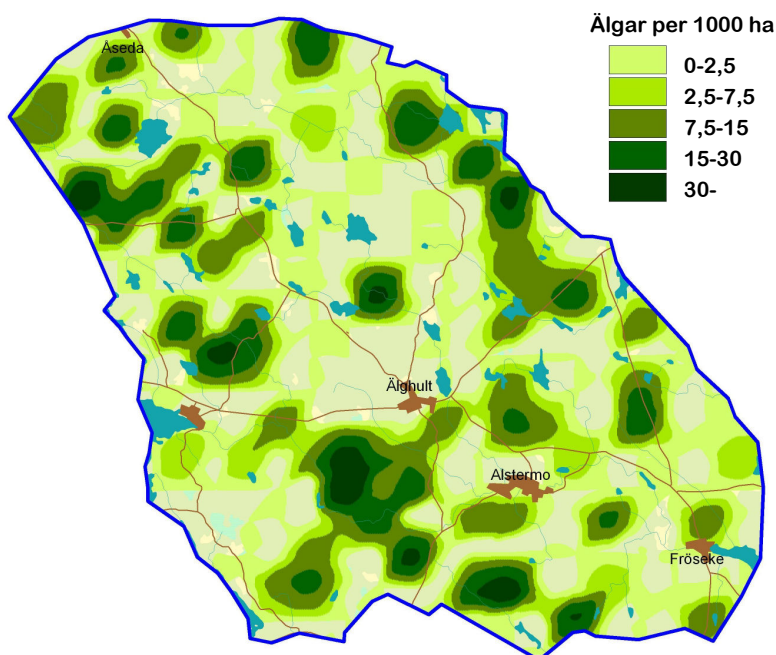 Älgar per 1000 ha
0-2,5
2,5-7,5
7,5-15
15-30
30-
Åseda
Älghult
Alstermo
Fröseke